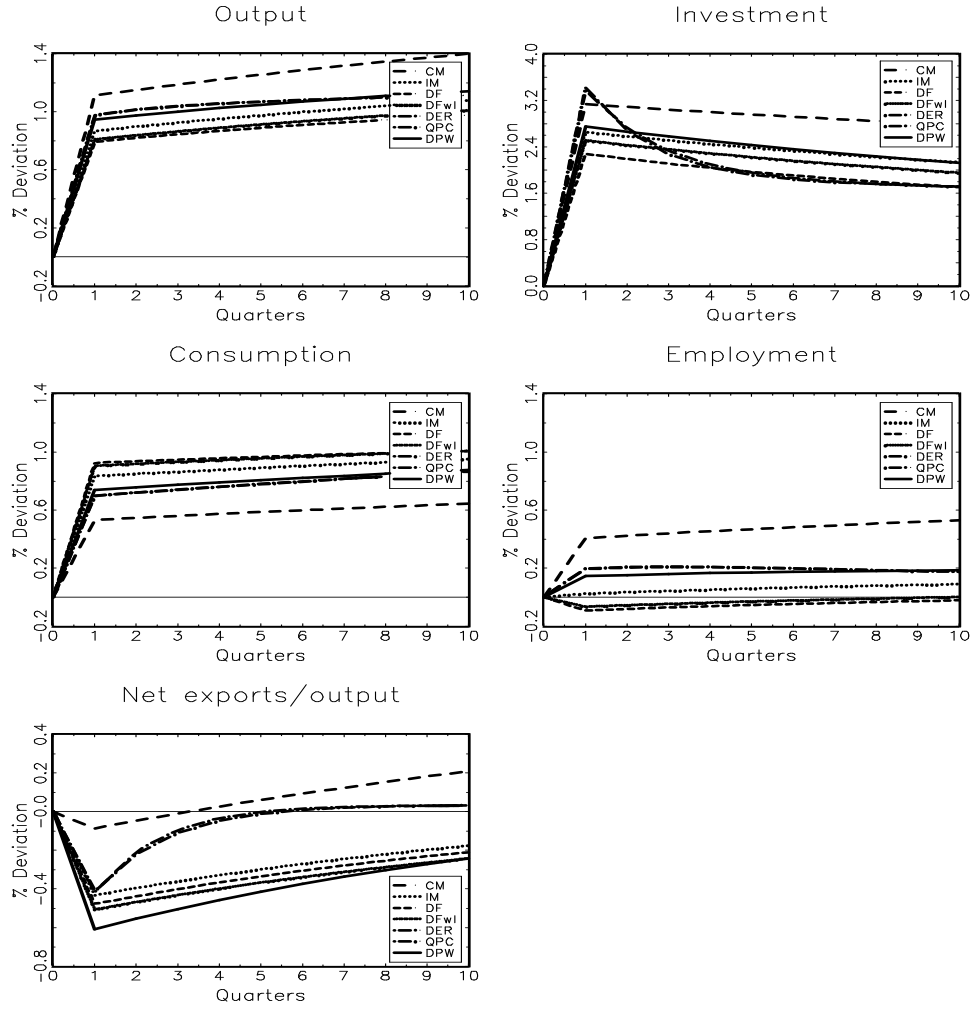 Output
% Deviation
1.4
1.0
0.6
0.2
-0.2
CM
IM
DF
DFwI
DER
QPC
DPW
0 1 2 3 4 5 6 7 8 9 10
Quarters
Investment
% Deviation
4.0
3.2
2.4
1.6
0.8
0.0
CM
IM
DF
DFwI
DER
QPC
DPW
0 1 2 3 4 5 6 7 8 9 10
Quarters
Consumption
% Deviation
1.4
1.0
0.6
0.2
-0.2
CM
IM
DF
DFwI
DER
QPC
DPW
0 1 2 3 4 5 6 7 8 9 10
Quarters
Employment
% Deviation
1.4
1.0
0.6
0.2
-0.2
CM
IM
DF
DFwI
DER
QPC
DPW
0 1 2 3 4 5 6 7 8 9 10
Quarters
Net exports/output
% Deviation
0.4
0.2
-0.0
-0.4
-0.8
CM
IM
DF
DFwI
DER
QPC
DPW
0 1 2 3 4 5 6 7 8 9 10
Quarters